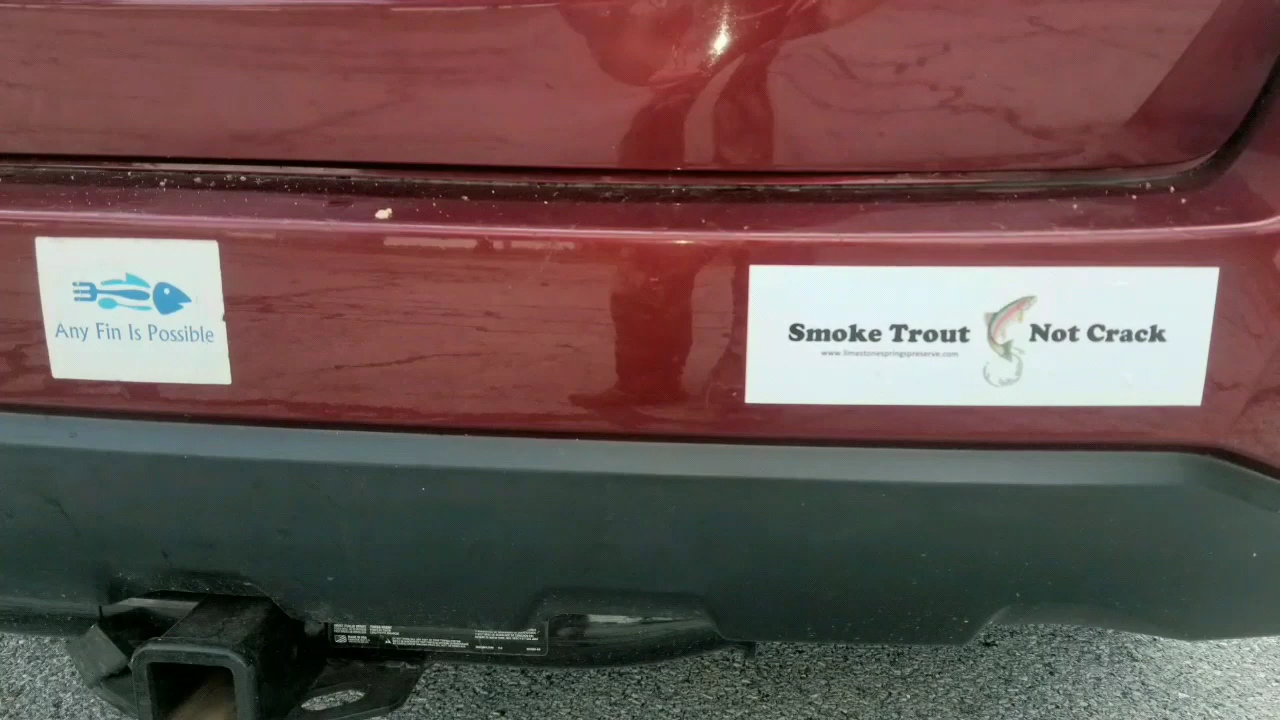 Any Fin Is Possible
Smoke Trout Not Crack
www.limestonespringspreserve.com